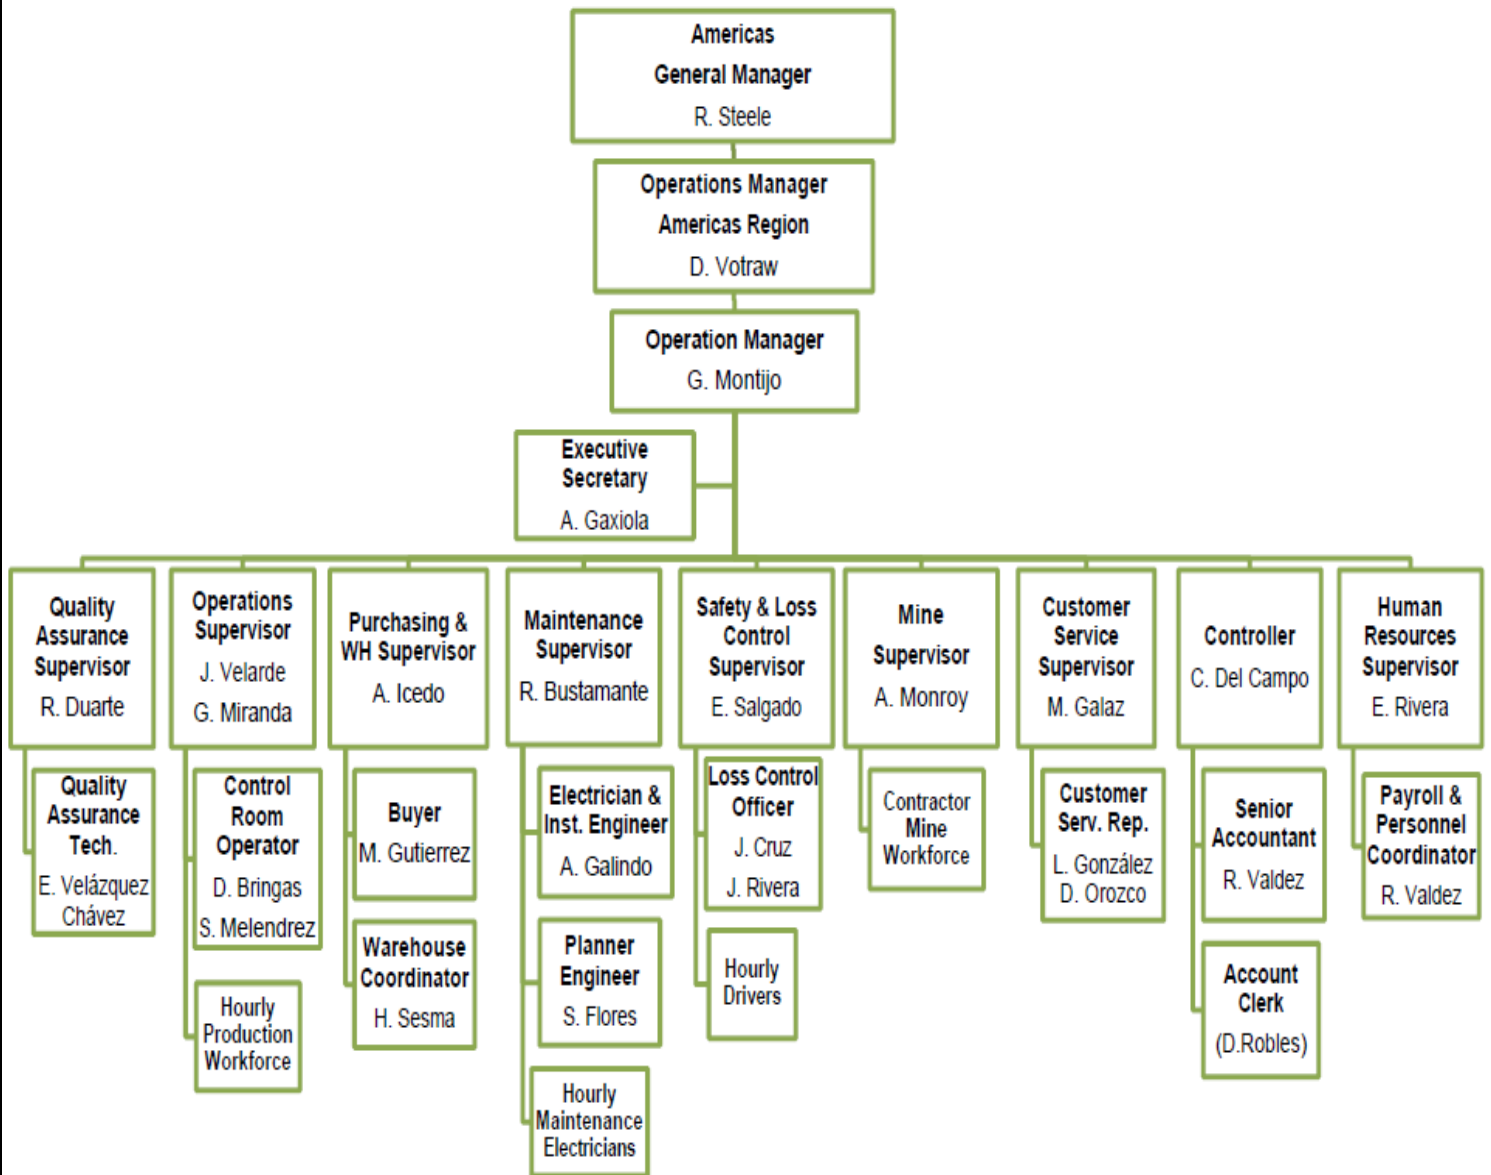 Americas
General Manager
R. Steele
Operations Manager
Americas Region
D. Votraw
Operation Manager
G. Montijo
Executive
Secretary
A. Gaxiola
Quality
Assurance
Supervisor
R. Duarte
Operations
Supervisor
J. Velarde
G. Miranda
Purchasing &
WH Supervisor
A. Icedo
Maintenance
Supervisor
R. Bustamante
Safety & Loss
Control
Supervisor
E. Salgado
Mine
Supervisor
A. Monroy
Customer
Service
Supervisor
M. Galaz
Controller
C. Del Campo
Human
Resources
Supervisor
E. Rivera
Quality
Assurance
Tech.
E. Velázquez
Chávez
Control
Room
Operator
D. Bringas
S. Melendrez
Hourly
Production
Workforce
Buyer
M. Gutierrez
Warehouse
Coordinator
H. Sesma
Electrician &
Inst. Engineer
A. Galindo
Planner
Engineer
S. Flores
Hourly
Maintenance
Electricians
Loss Control
Officer
J. Cruz
J. Rivera
Hourly
Drivers
Contractor
Mine
Workforce
Customer
Serv. Rep.
L. González
D. Orozco
Senior
Accountant
R. Valdez
Account
Clerk
(D.Robles)
Payroll &
Personnel
Coordinator
R. Valdez